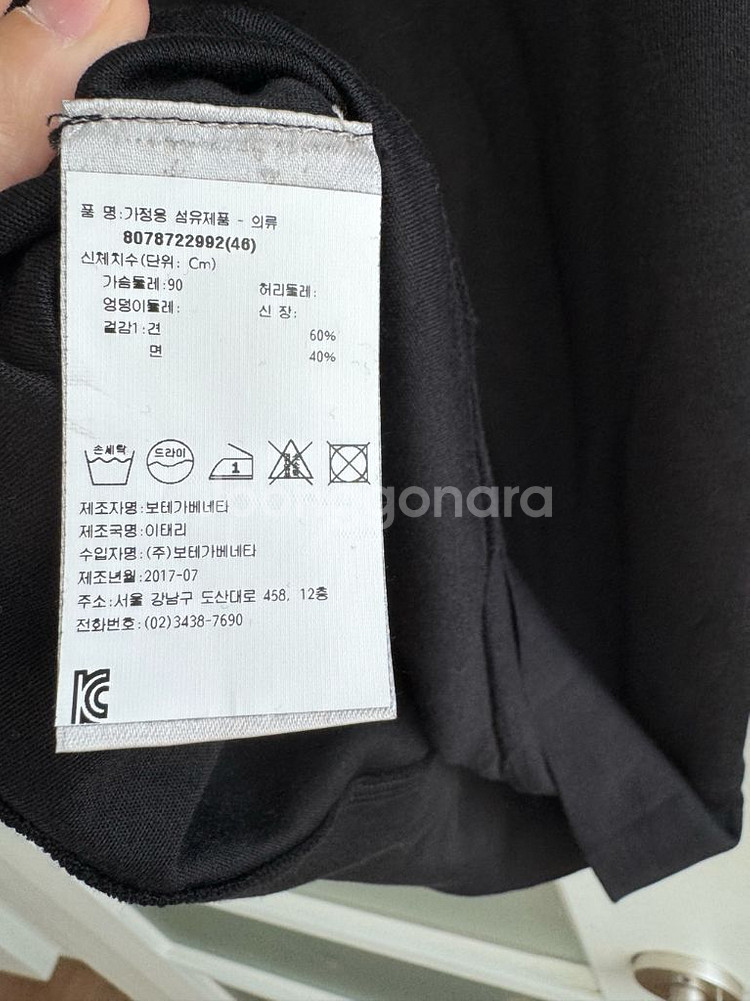 품 명:가정용 섬유제품 - 의류
8078722992(46)
신체치수(단위: Cm)
가슴둘레:90 허리둘레:
엉덩이둘레: 신 장:
겉감1:견 60%
면 40%
손세탁 드라이 1 염소표백
제조자명:보테가베네타
제조국명:이태리
수입자명:(주)보테가베네타
제조년월:2017-07
주소:서울 강남구 도산대로 458, 12층
전화번호:(02)3438-7690